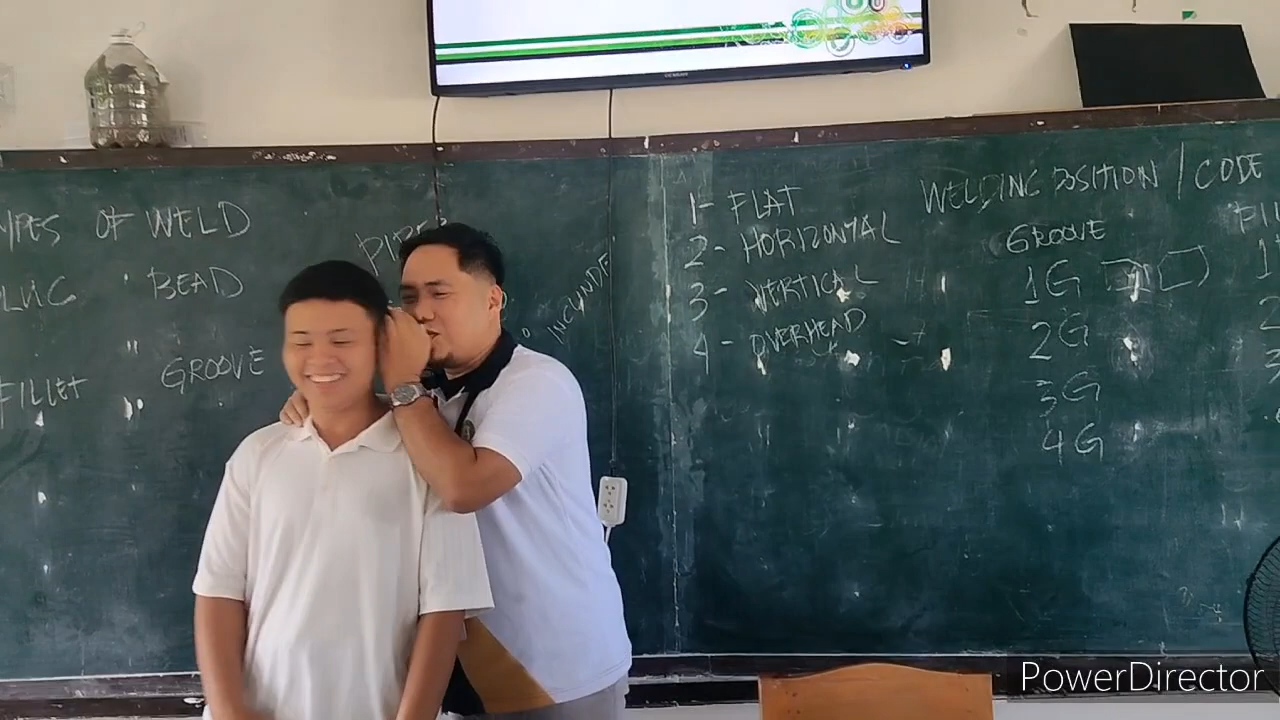 TYPES OF WELD
BEAD
GROOVE
FILLET
1- FLAT
2- HORIZONTAL
3- VERTICAL
4- OVERHEAD
WELDING POSITION / CODE
GROOVE
1G
2G
3G
4G
PowerDirector